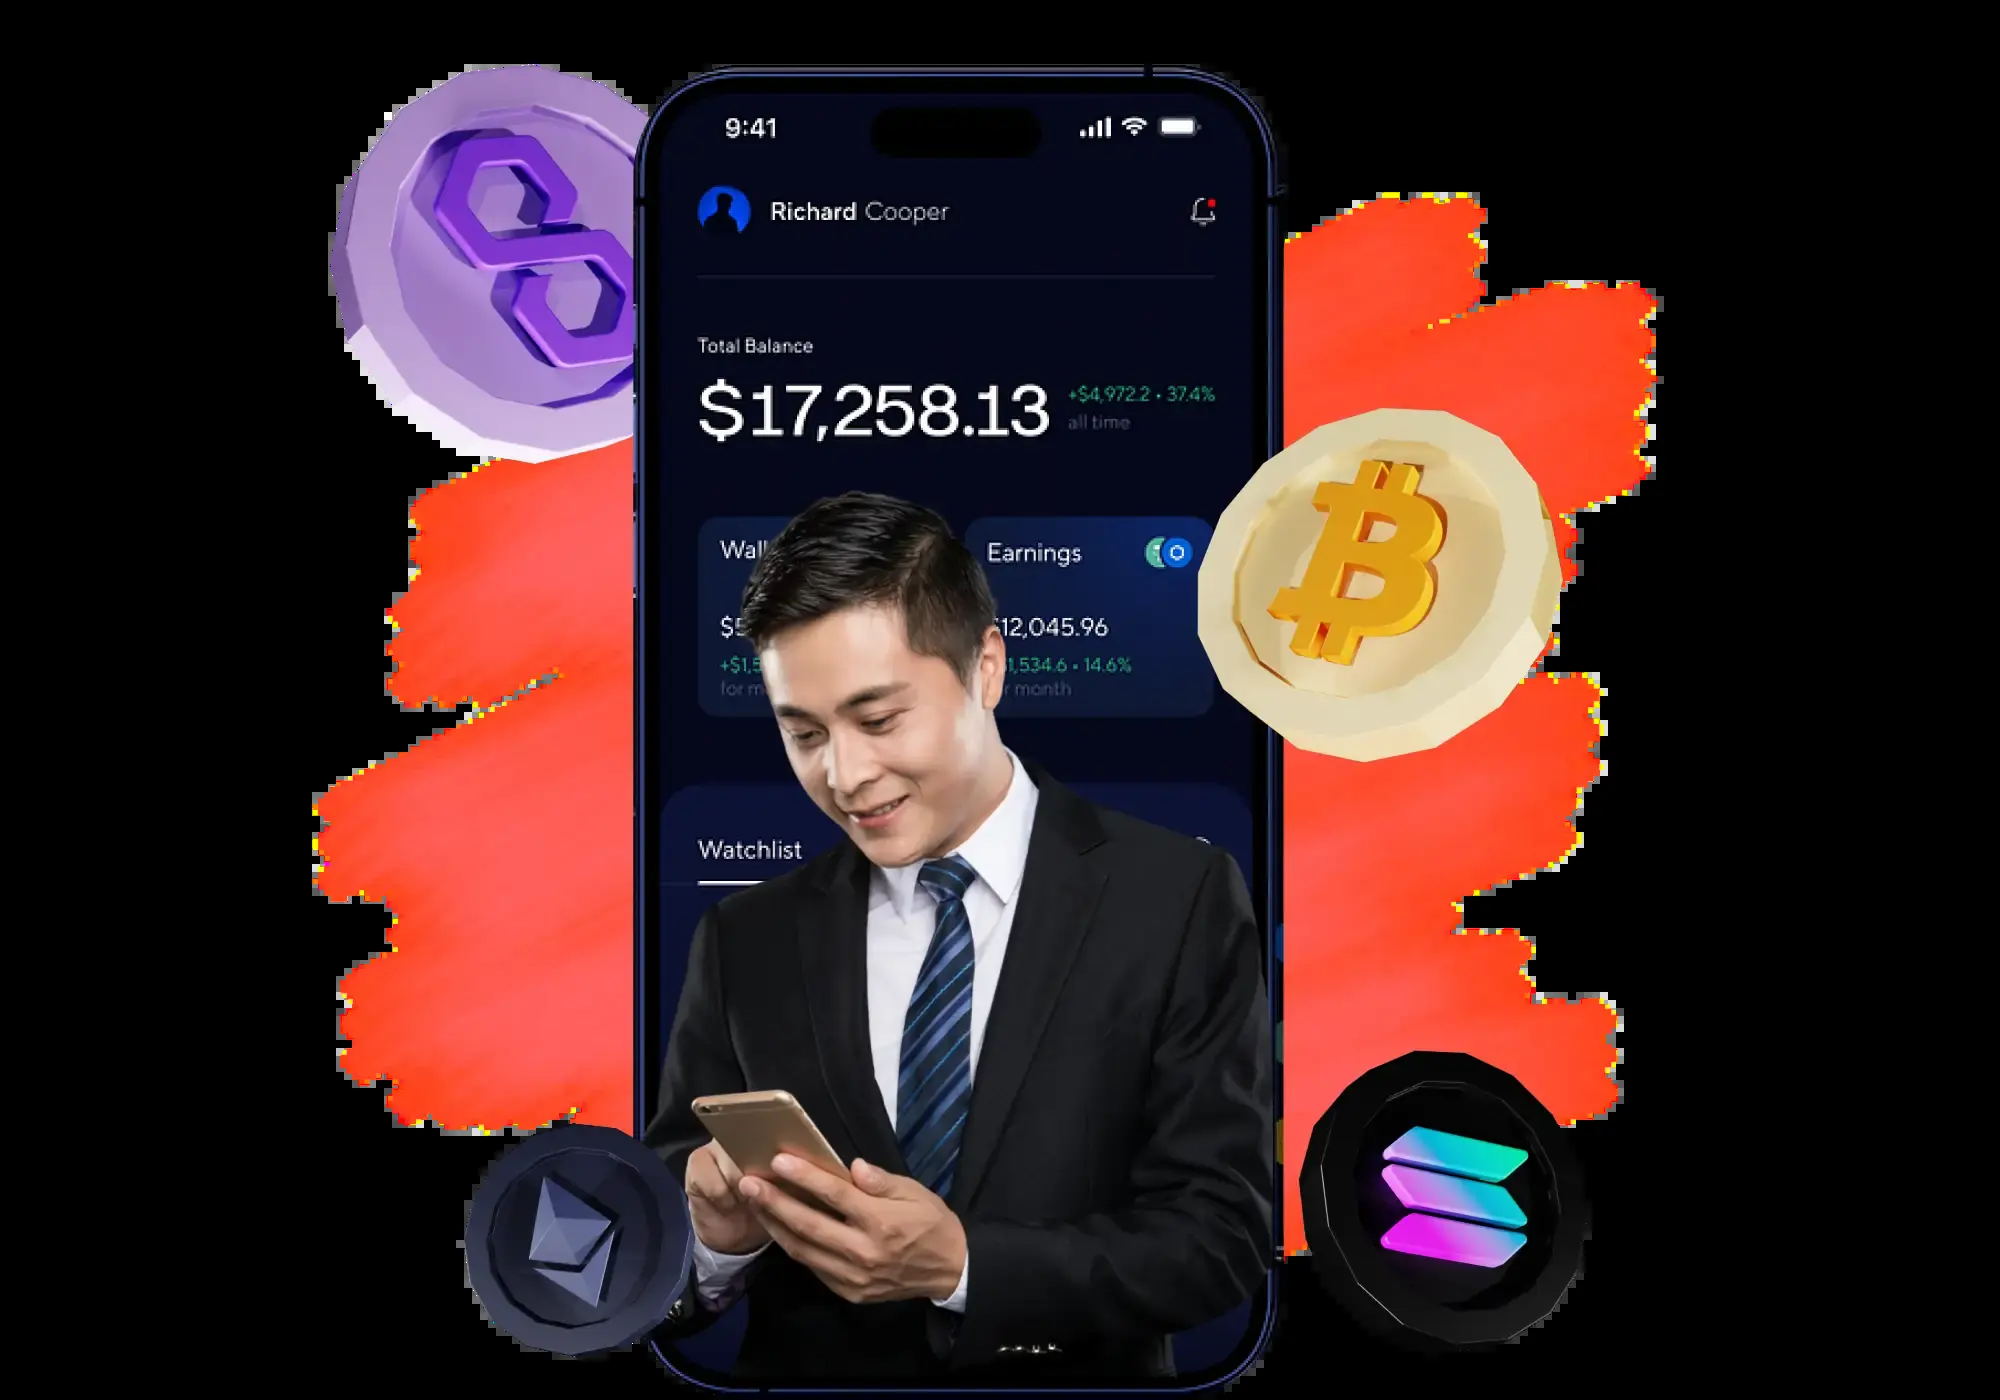 9:41
Richard Cooper
Total Balance
$17,258.13
+$4,972.2 • 37.4%
all time
Earnings
12,045.96
1,534.6 • 14.6%
month
Watchlist